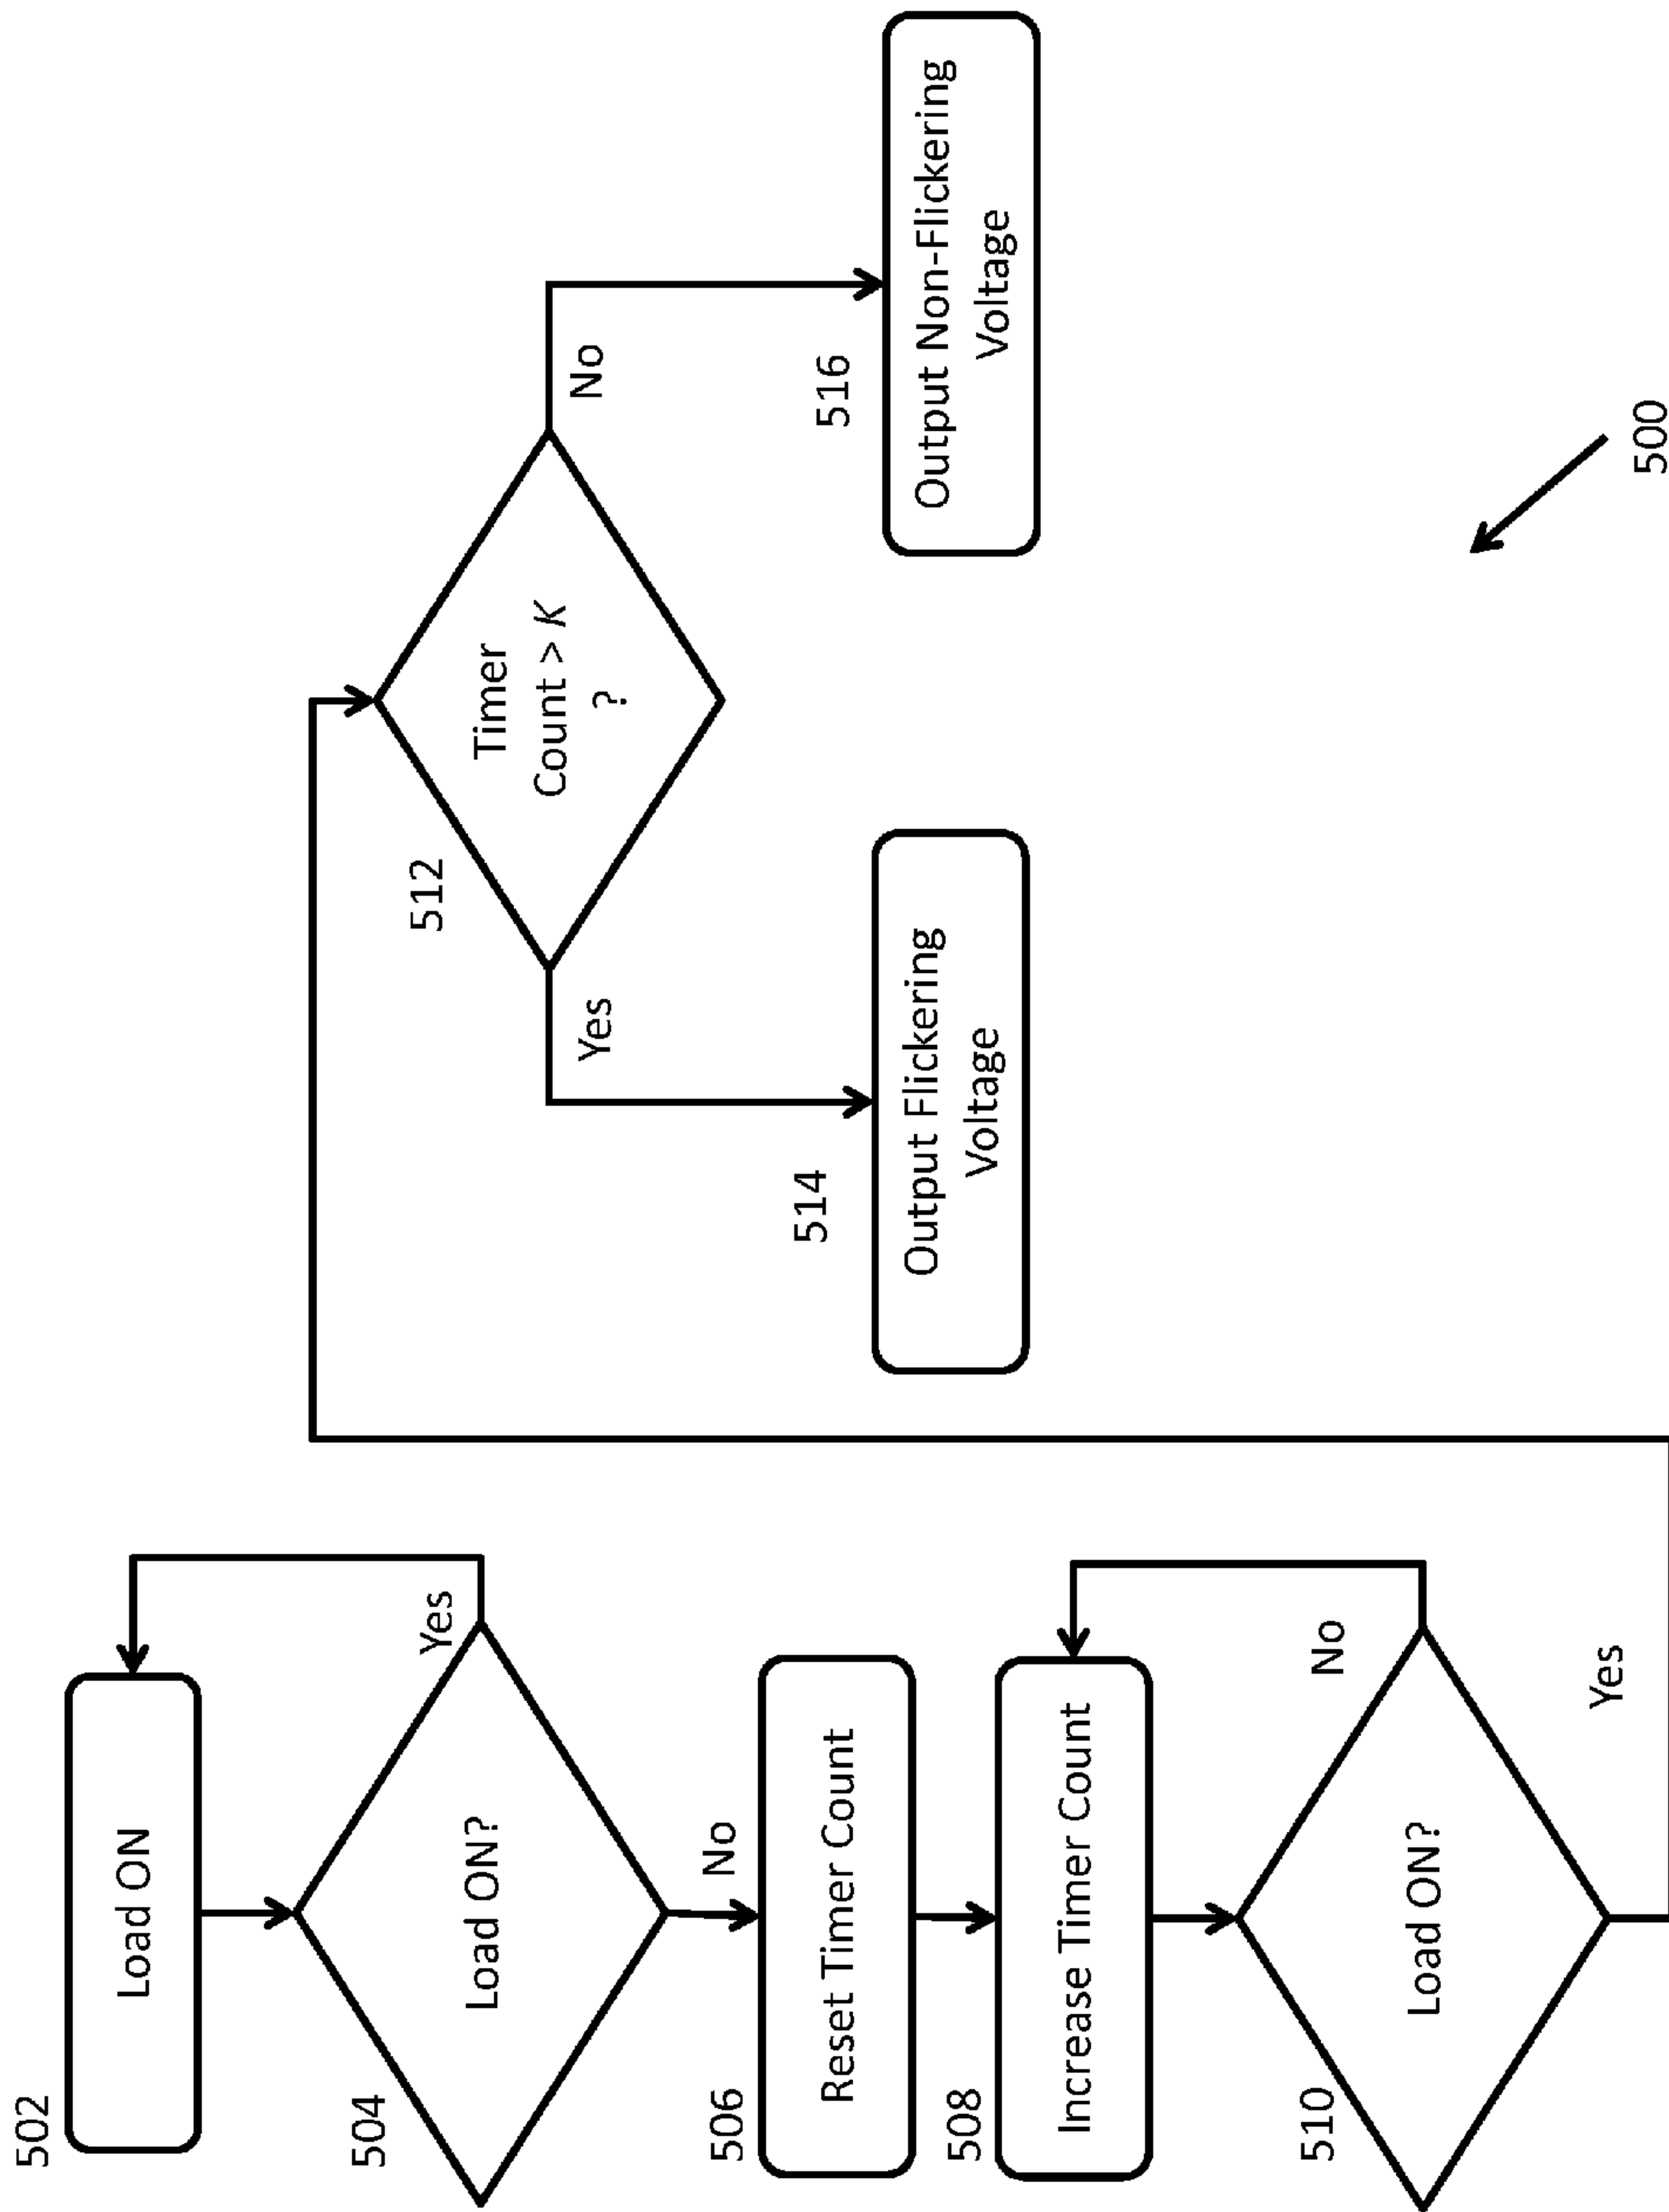 502
Load ON
504
Load ON?
Yes
No
506
Reset Timer Count
508
Increase Timer Count
510
Load ON?
No
Yes
512
Timer
Count > K
?
Yes
No
514
Output Flickering
Voltage
516
Output Non-Flickering
Voltage
500